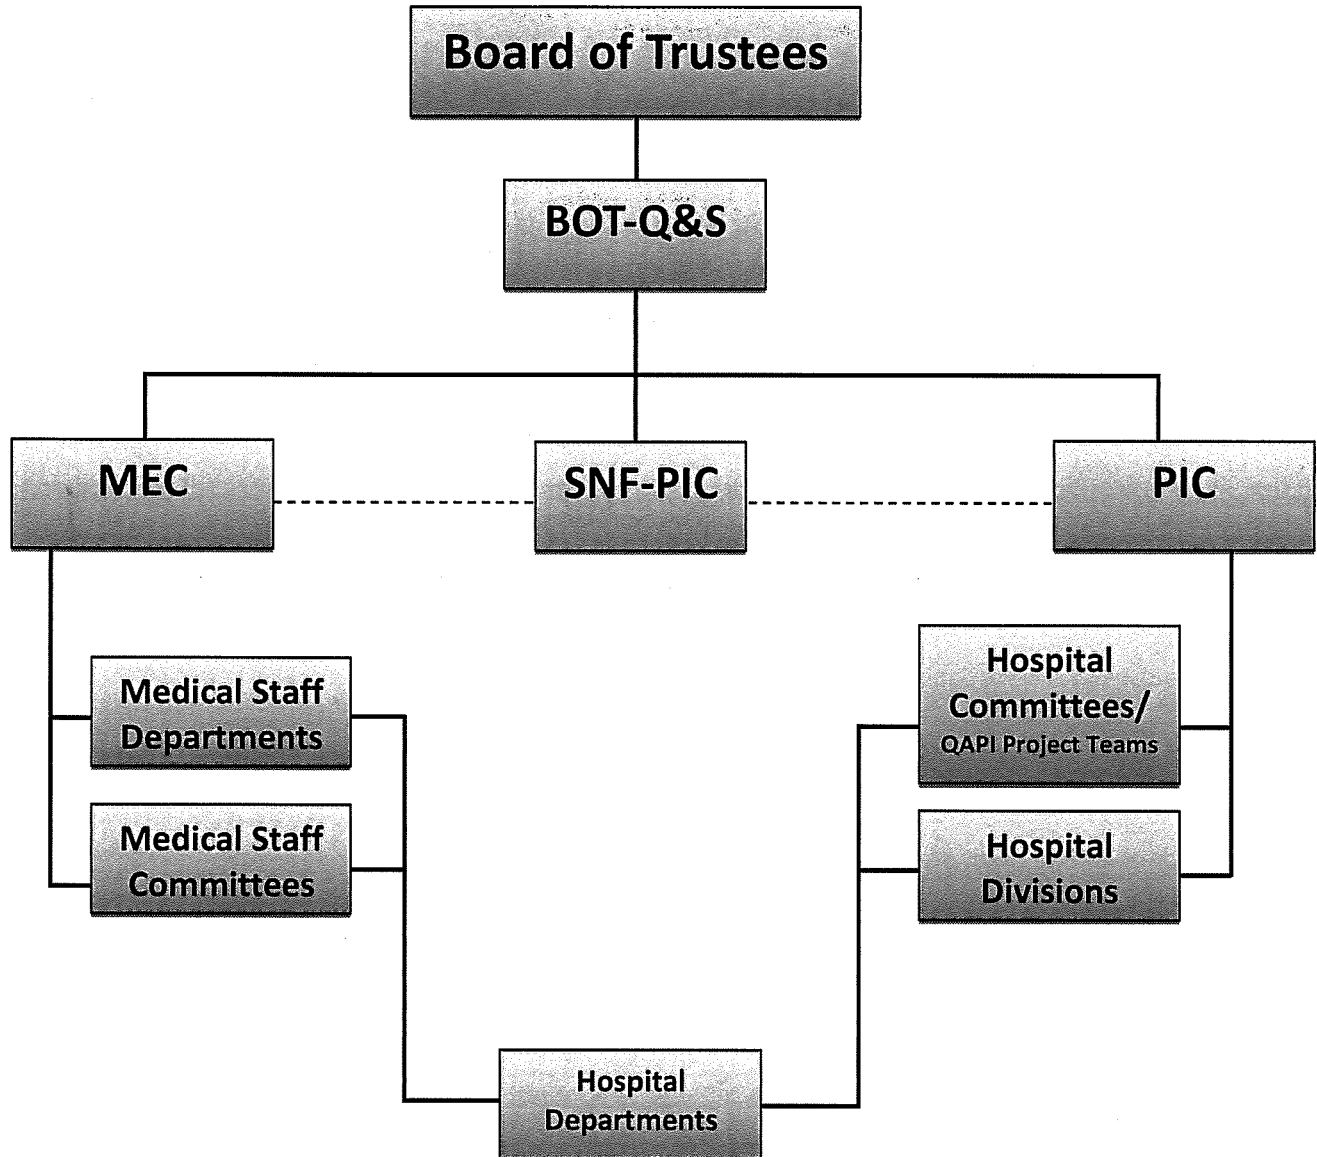 Board of Trustees
BOT-Q&S
MEC
SNF-PIC
PIC
Medical Staff
Departments
Hospital
Committees/
QAPI Project Teams
Medical Staff
Committees
Hospital
Divisions
Hospital
Departments